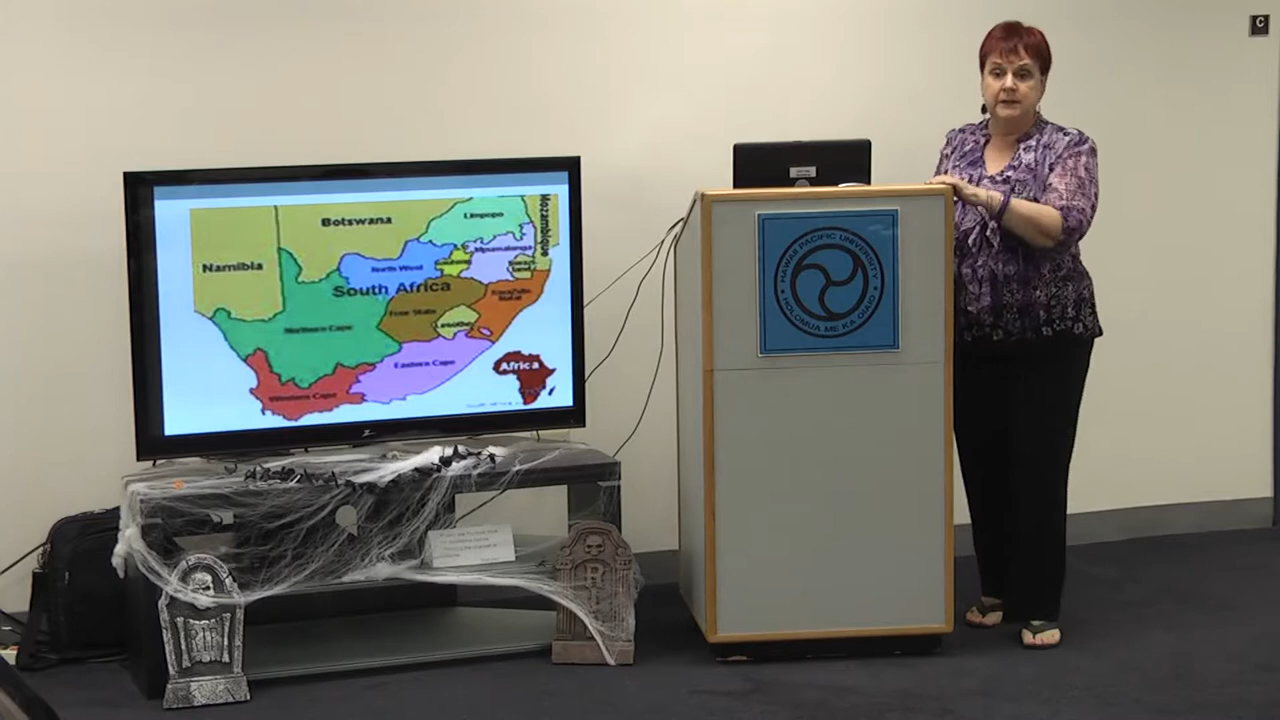 Botswana
Limpopo
Mozambique
Namibia
North West
Mpumalanga
South Africa
Free State
Lesotho
Northern Cape
Eastern Cape
Western Cape
Africa
HAWAII PACIFIC UNIVERSITY
HOLOMUA ME KA OIAIO
RIP
C